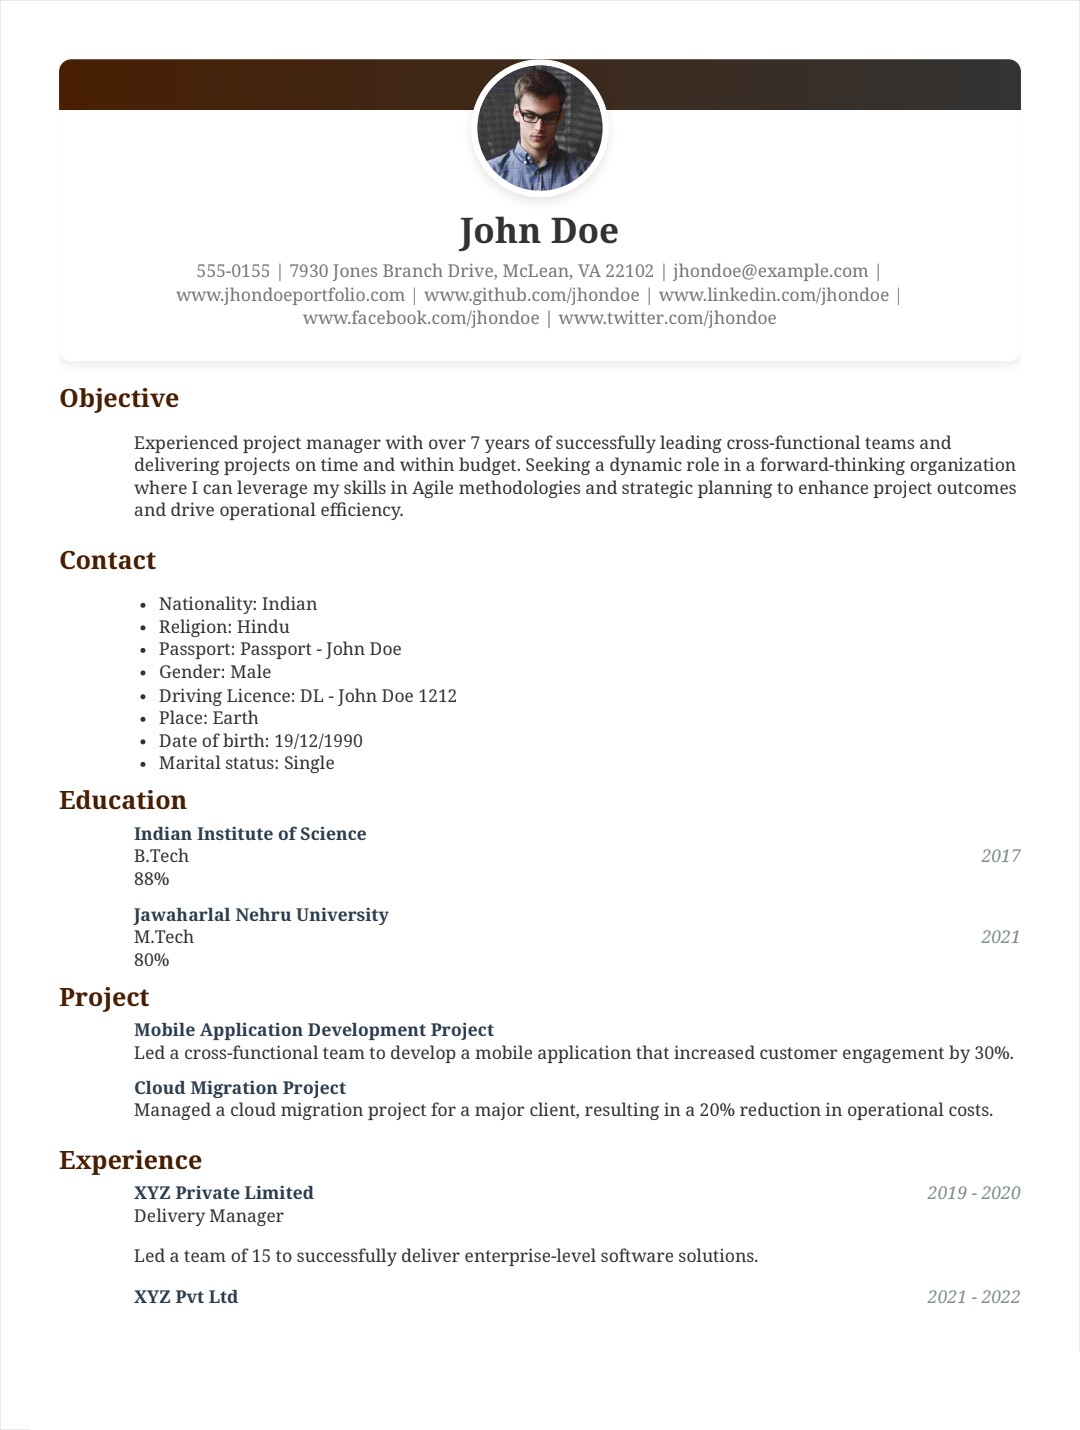 John Doe
555-0155 | 7930 Jones Branch Drive, McLean, VA 22102 | jhondoe@example.com |
www.jhondoeportfolio.com | www.github.com/jhondoe | www.linkedin.com/jhondoe |
www.facebook.com/jhondoe | www.twitter.com/jhondoe
Objective
Experienced project manager with over 7 years of successfully leading cross-functional teams and
delivering projects on time and within budget. Seeking a dynamic role in a forward-thinking organization
where I can leverage my skills in Agile methodologies and strategic planning to enhance project outcomes
and drive operational efficiency.
Contact
• Nationality: Indian
• Religion: Hindu
• Passport: Passport - John Doe
• Gender: Male
• Driving Licence: DL - John Doe 1212
• Place: Earth
• Date of birth: 19/12/1990
• Marital status: Single
Education
Indian Institute of Science
B.Tech 2017
88%
Jawaharlal Nehru University
M.Tech 2021
80%
Project
Mobile Application Development Project
Led a cross-functional team to develop a mobile application that increased customer engagement by 30%.
Cloud Migration Project
Managed a cloud migration project for a major client, resulting in a 20% reduction in operational costs.
Experience
XYZ Private Limited 2019 - 2020
Delivery Manager
Led a team of 15 to successfully deliver enterprise-level software solutions.
XYZ Pvt Ltd 2021 - 2022